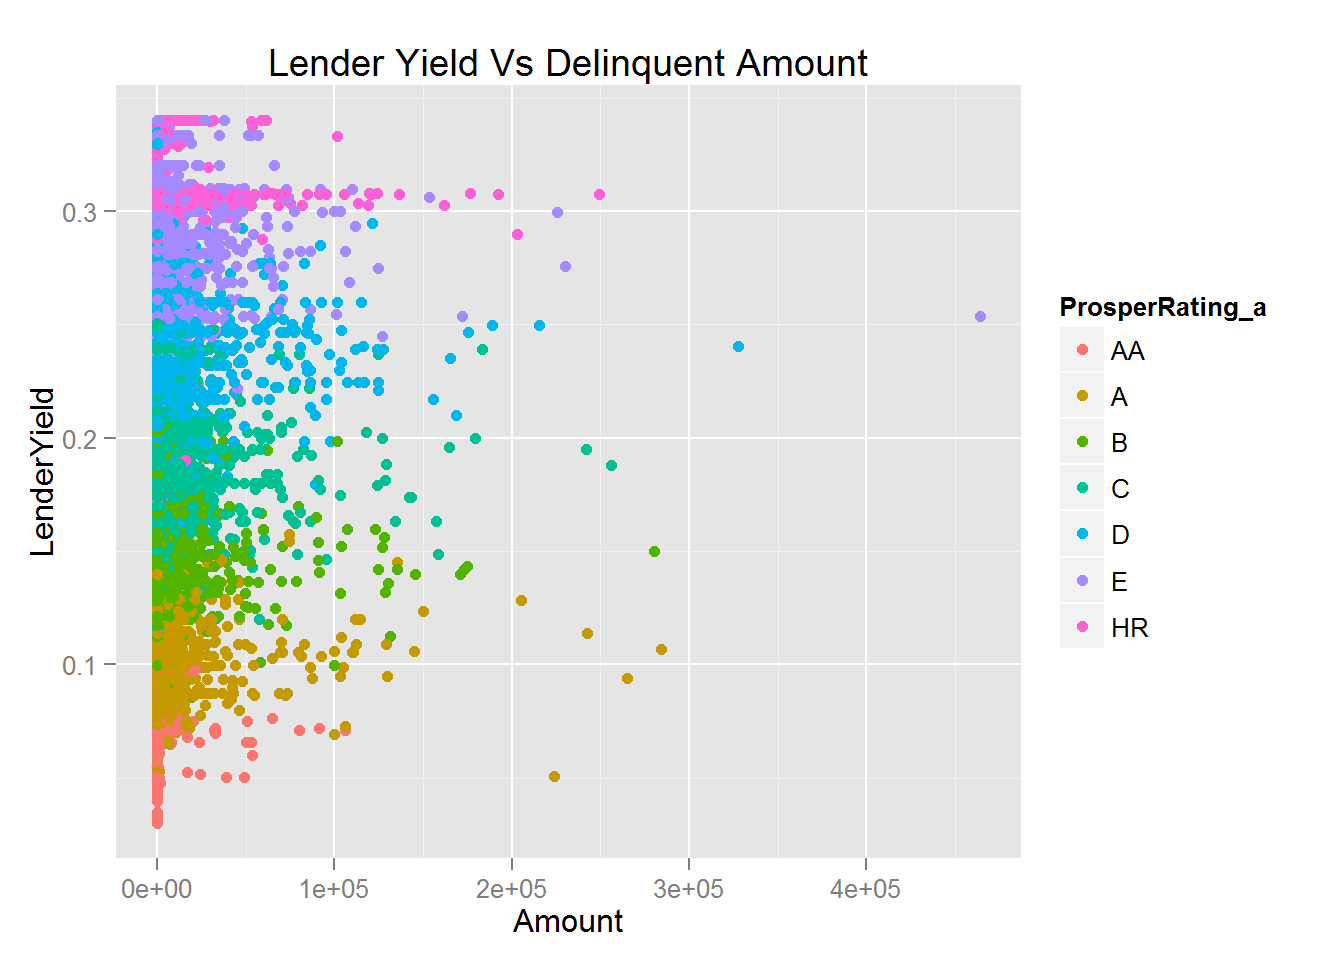 Lender Yield Vs Delinquent Amount
LenderYield
0.3
0.2
0.1
0e+00 1e+05 2e+05 3e+05 4e+05
Amount
ProsperRating_a
AA
A
B
C
D
E
HR